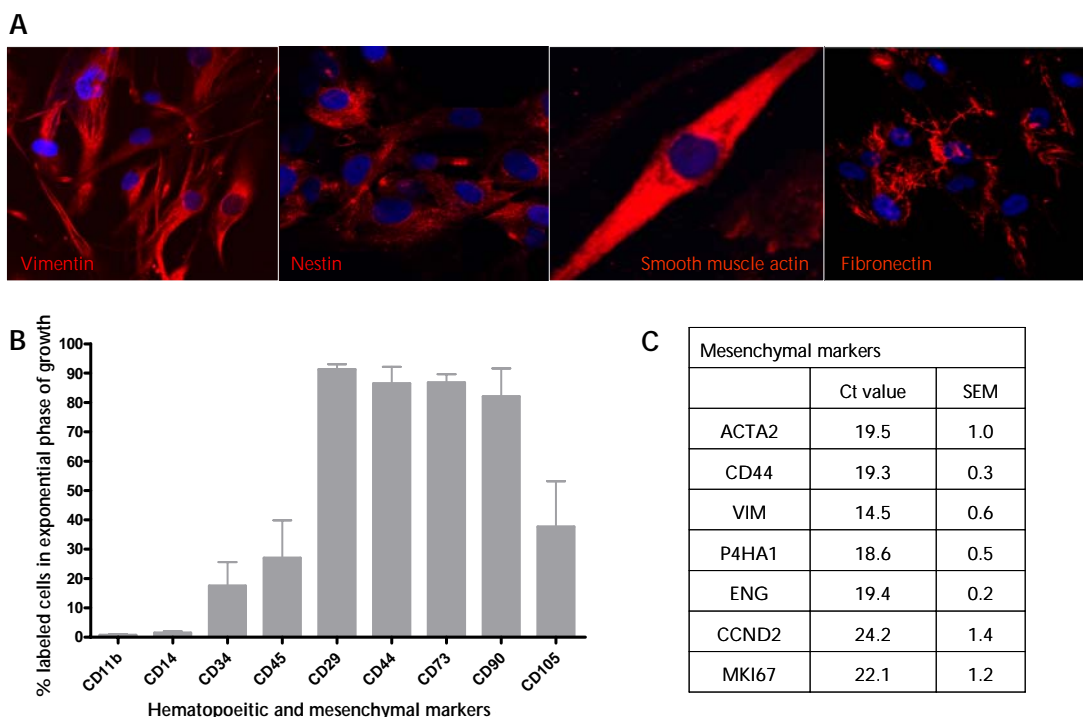 A
Vimentin
Nestin
Smooth muscle actin
Fibronectin
B
% labeled cells in exponential phase of growth
100
90
80
70
60
50
40
30
20
10
0
CD11b
CD14
CD34
CD45
CD29
CD44
CD73
CD90
CD105
Hematopoeitic and mesenchymal markers
C
Mesenchymal markers
Ct value SEM
ACTA2 19.5 1.0
CD44 19.3 0.3
VIM 14.5 0.6
P4HA1 18.6 0.5
ENG 19.4 0.2
CCND2 24.2 1.4
MKI67 22.1 1.2